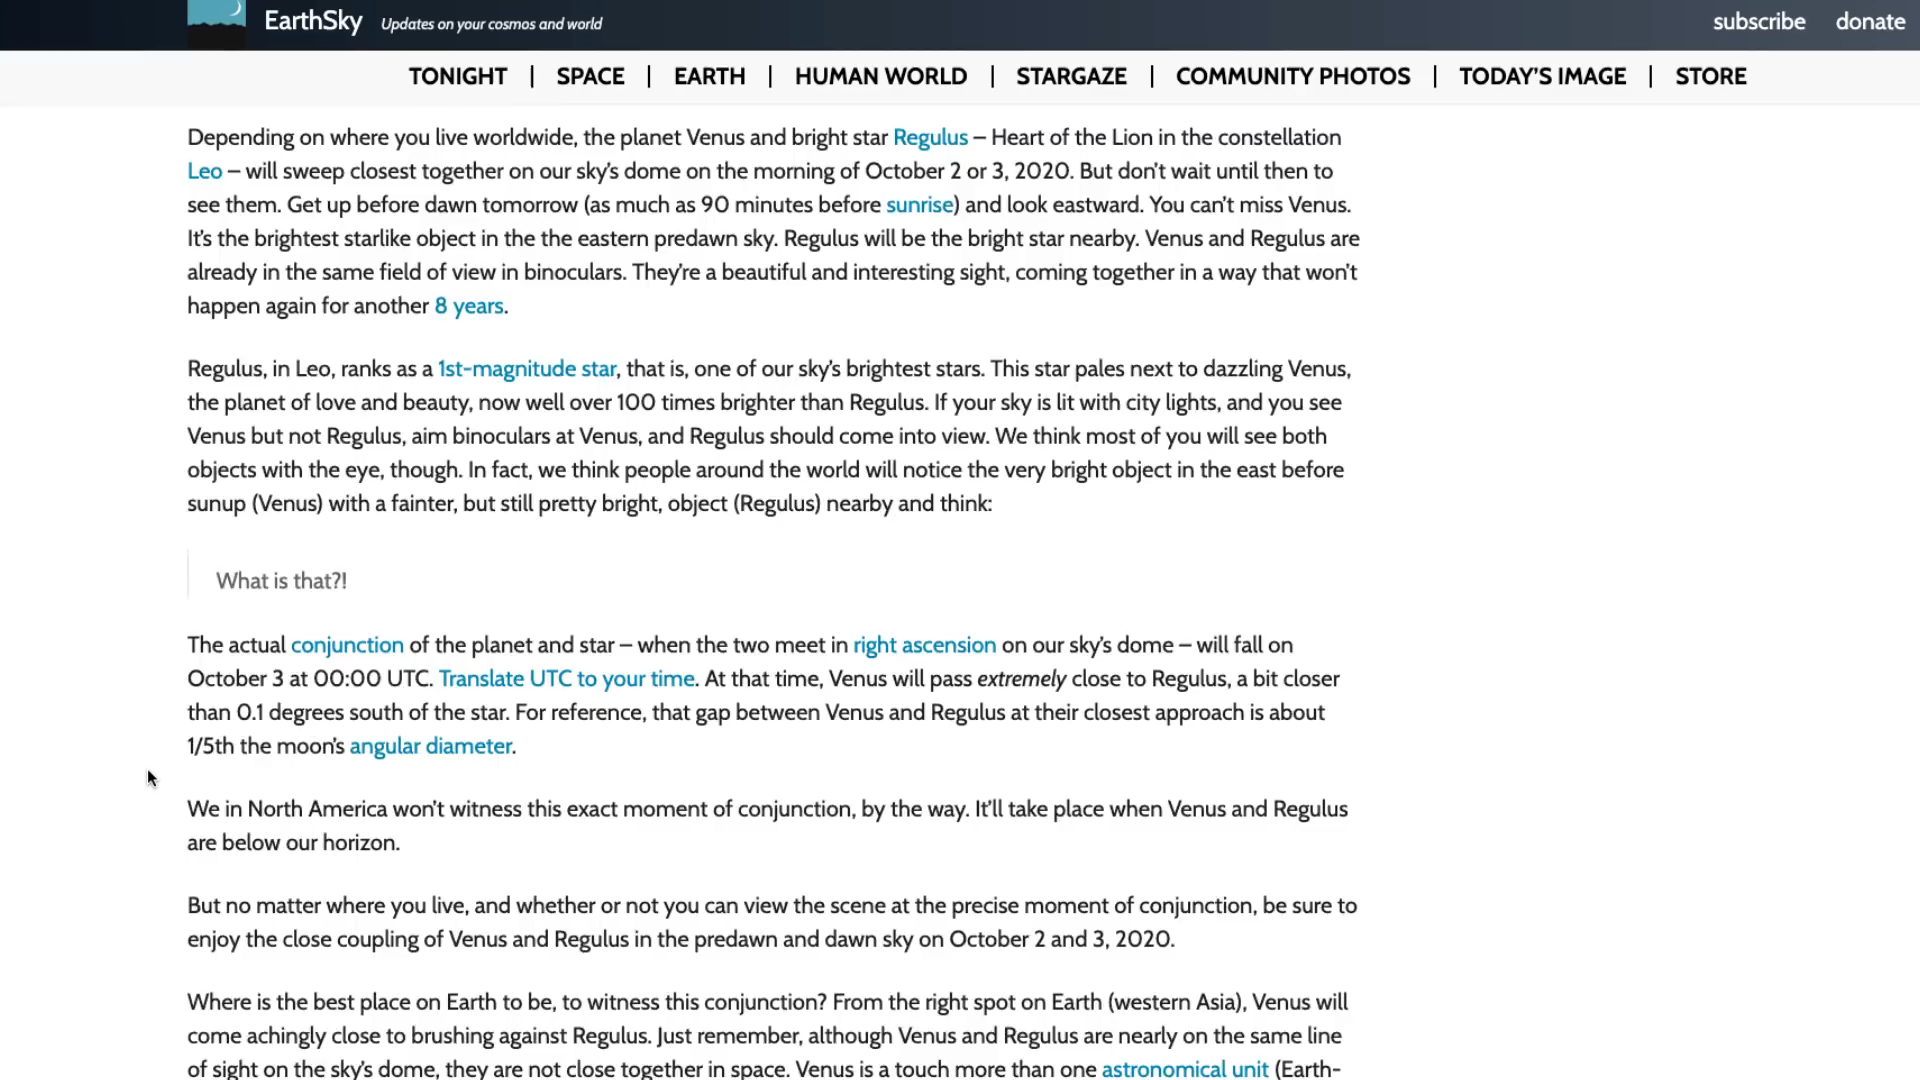 EarthSky Updates on your cosmos and world subscribe donate
TONIGHT | SPACE | EARTH | HUMAN WORLD | STARGAZE | COMMUNITY PHOTOS | TODAY'S IMAGE | STORE
Depending on where you live worldwide, the planet Venus and bright star Regulus – Heart of the Lion in the constellation
Leo – will sweep closest together on our sky's dome on the morning of October 2 or 3, 2020. But don't wait until then to
see them. Get up before dawn tomorrow (as much as 90 minutes before sunrise) and look eastward. You can't miss Venus.
It's the brightest starlike object in the the eastern predawn sky. Regulus will be the bright star nearby. Venus and Regulus are
already in the same field of view in binoculars. They're a beautiful and interesting sight, coming together in a way that won't
happen again for another 8 years.
Regulus, in Leo, ranks as a 1st-magnitude star, that is, one of our sky's brightest stars. This star pales next to dazzling Venus,
the planet of love and beauty, now well over 100 times brighter than Regulus. If your sky is lit with city lights, and you see
Venus but not Regulus, aim binoculars at Venus, and Regulus should come into view. We think most of you will see both
objects with the eye, though. In fact, we think people around the world will notice the very bright object in the east before
sunup (Venus) with a fainter, but still pretty bright, object (Regulus) nearby and think:
What is that?!
The actual conjunction of the planet and star – when the two meet in right ascension on our sky's dome – will fall on
October 3 at 00:00 UTC. Translate UTC to your time. At that time, Venus will pass extremely close to Regulus, a bit closer
than 0.1 degrees south of the star. For reference, that gap between Venus and Regulus at their closest approach is about
1/5th the moon's angular diameter.
We in North America won't witness this exact moment of conjunction, by the way. It'll take place when Venus and Regulus
are below our horizon.
But no matter where you live, and whether or not you can view the scene at the precise moment of conjunction, be sure to
enjoy the close coupling of Venus and Regulus in the predawn and dawn sky on October 2 and 3, 2020.
Where is the best place on Earth to be, to witness this conjunction? From the right spot on Earth (western Asia), Venus will
come achingly close to brushing against Regulus. Just remember, although Venus and Regulus are nearly on the same line
of sight on the sky's dome, they are not close together in space. Venus is a touch more than one astronomical unit (Earth-